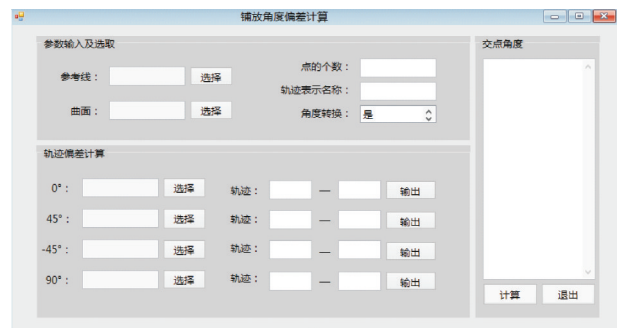 铺放角度偏差计算
参数输入及选取
参考线： 选择
曲面： 选择
点的个数：
轨迹表示名称：
角度转换： 是
轨迹偏差计算
0°： 选择 轨迹： — 输出
45°： 选择 轨迹： — 输出
-45°： 选择 轨迹： — 输出
90°： 选择 轨迹： — 输出
交点角度
计算 退出